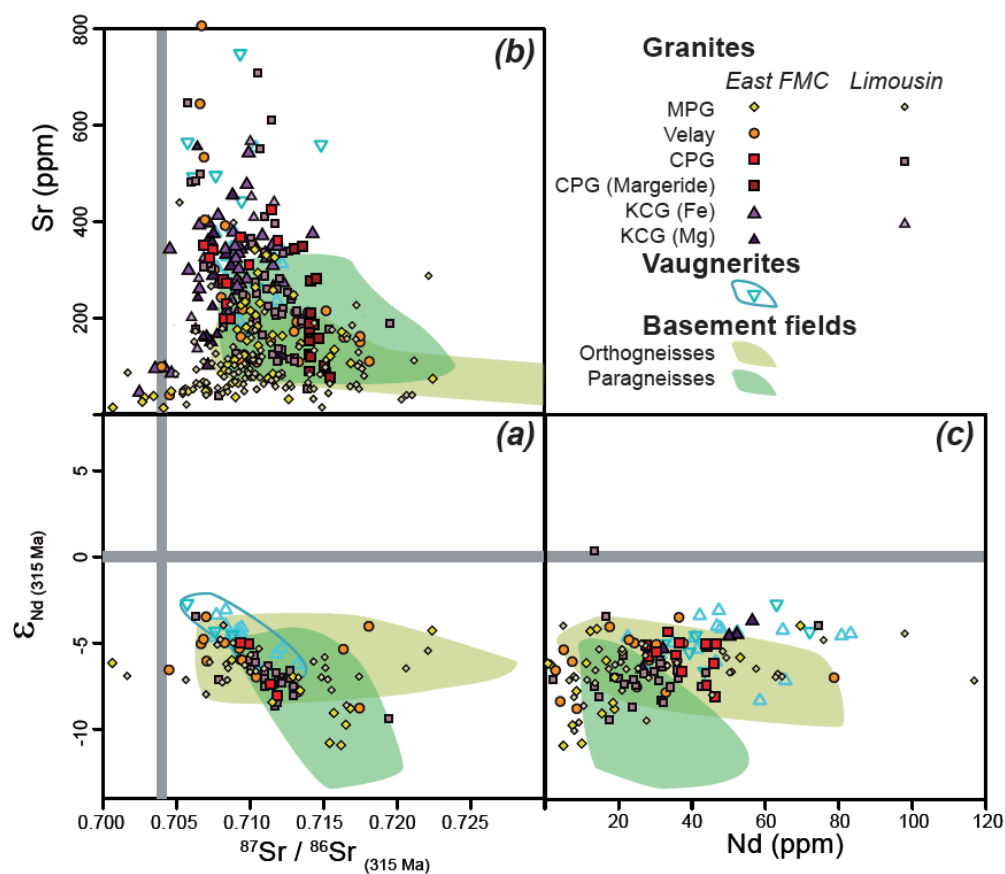 800
600
400
200
Sr (ppm)
(b)
Granites
East FMC Limousin
MPG
Velay
CPG
CPG (Margeride)
KCG (Fe)
KCG (Mg)
Vaugnerites
Basement fields
Orthogneisses
Paragneisses
(a)
(c)
5
0
-5
-10
εNd (315 Ma)
0.700 0.705 0.710 0.715 0.720 0.725
0 20 40 60 80 100 120
87Sr / 86Sr (315 Ma)
Nd (ppm)